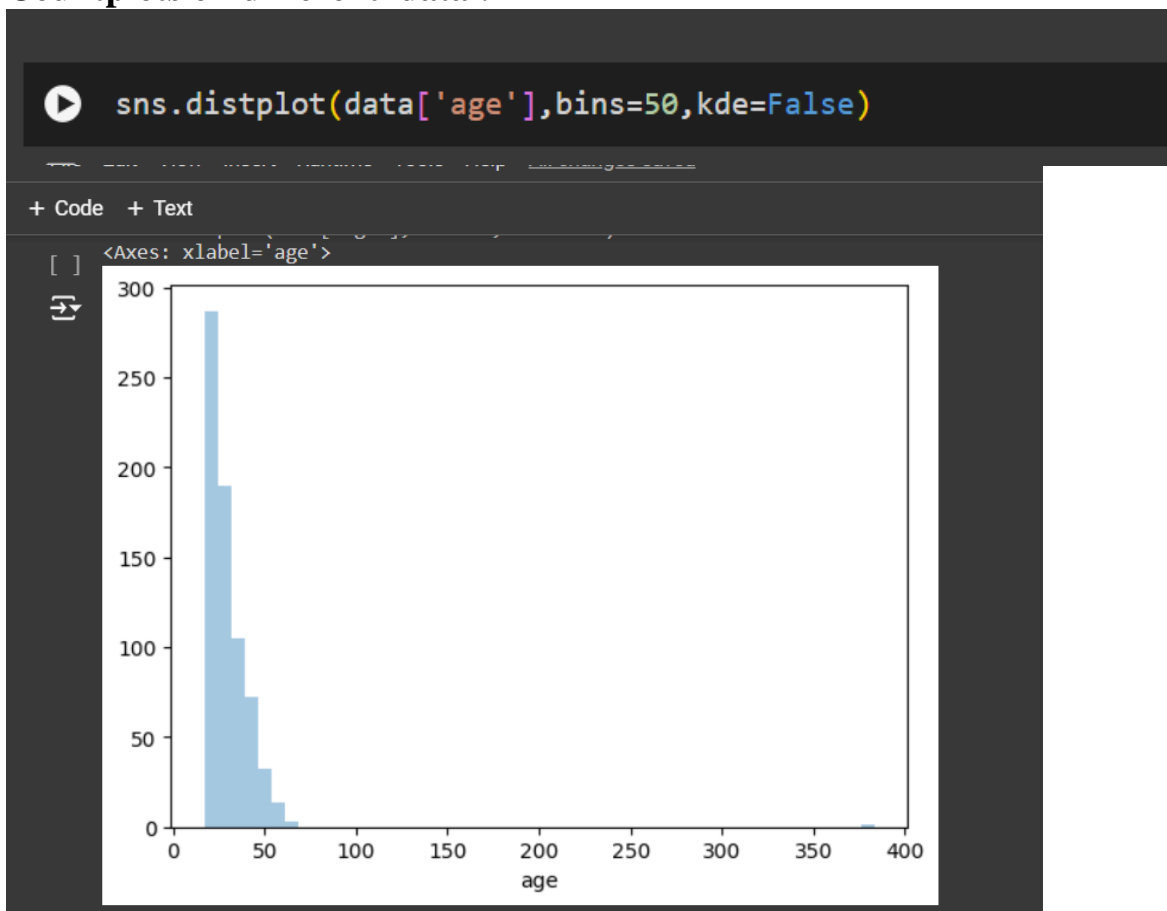 sns.distplot(data['age'],bins=50,kde=False)
+ Code + Text
[ ]
<Axes: xlabel='age'>
300
250
200
150
100
50
0
0 50 100 150 200 250 300 350 400
age